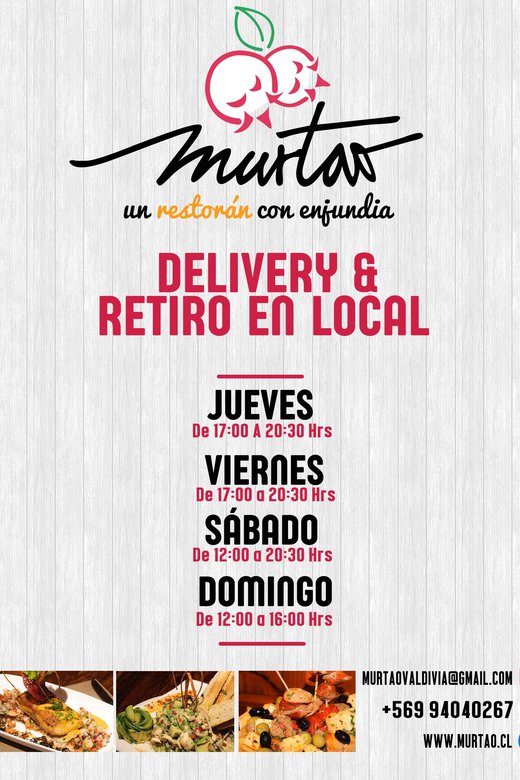 murtao
un restorán con enjundia
DELIVERY &
RETIRO EN LOCAL
JUEVES
De 17:00 A 20:30 Hrs
VIERNES
De 17:00 a 20:30 Hrs
SÁBADO
De 12:00 a 20:30 Hrs
DOMINGO
De 12:00 a 16:00 Hrs
MURTAOVALDIVIA@GMAIL.COM
+569 94040267
WWW.MURTAO.CL